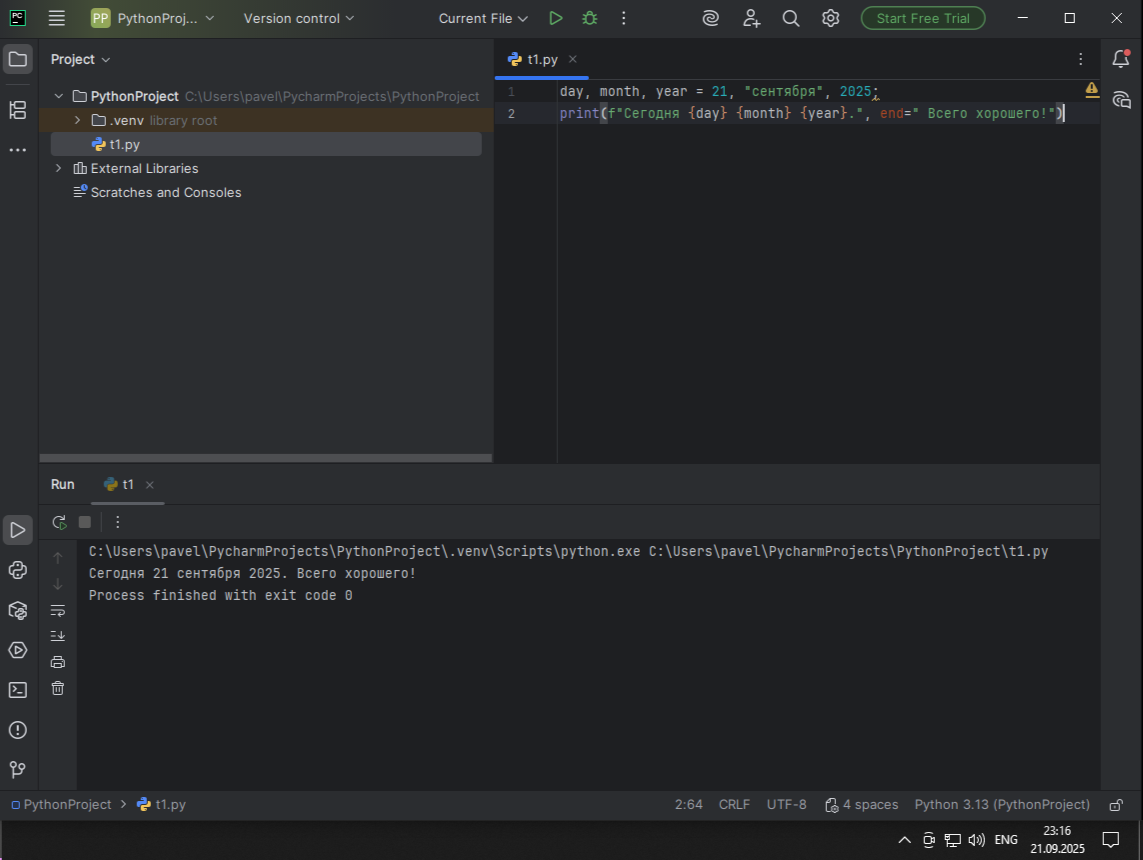 PC PP PythonProj... Version control Current File Start Free Trial
Project
t1.py
PythonProject C:\Users\pavel\PycharmProjects\PythonProject
.venv library root
t1.py
External Libraries
Scratches and Consoles
1 day, month, year = 21, "сентября", 2025;
2 print(f"Сегодня {day} {month} {year}.", end=" Всего хорошего!")
Run t1
C:\Users\pavel\PycharmProjects\PythonProject\.venv\Scripts\python.exe C:\Users\pavel\PycharmProjects\PythonProject\t1.py
Сегодня 21 сентября 2025. Всего хорошего!
Process finished with exit code 0
PythonProject t1.py 2:64 CRLF UTF-8 4 spaces Python 3.13 (PythonProject)
ENG 23:16
21.09.2025